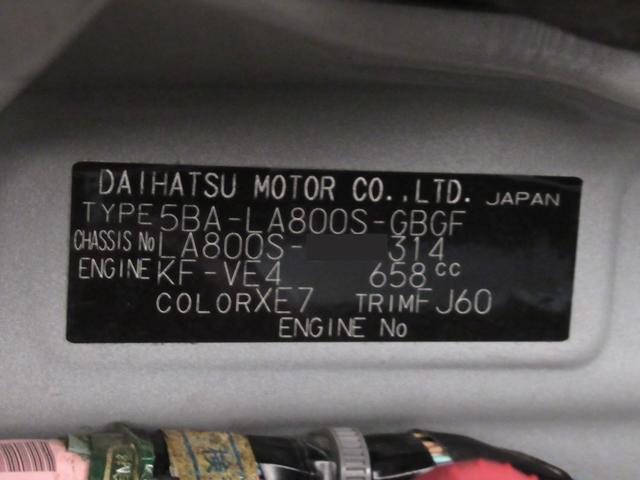 DAIHATSU MOTOR CO.,LTD. JAPAN
TYPE 5BA-LA800S-GBGF
CHASSIS No LA800S- 314
ENGINE KF-VE4 658cc
COLOR XE7 TRIM FJ60
ENGINE No